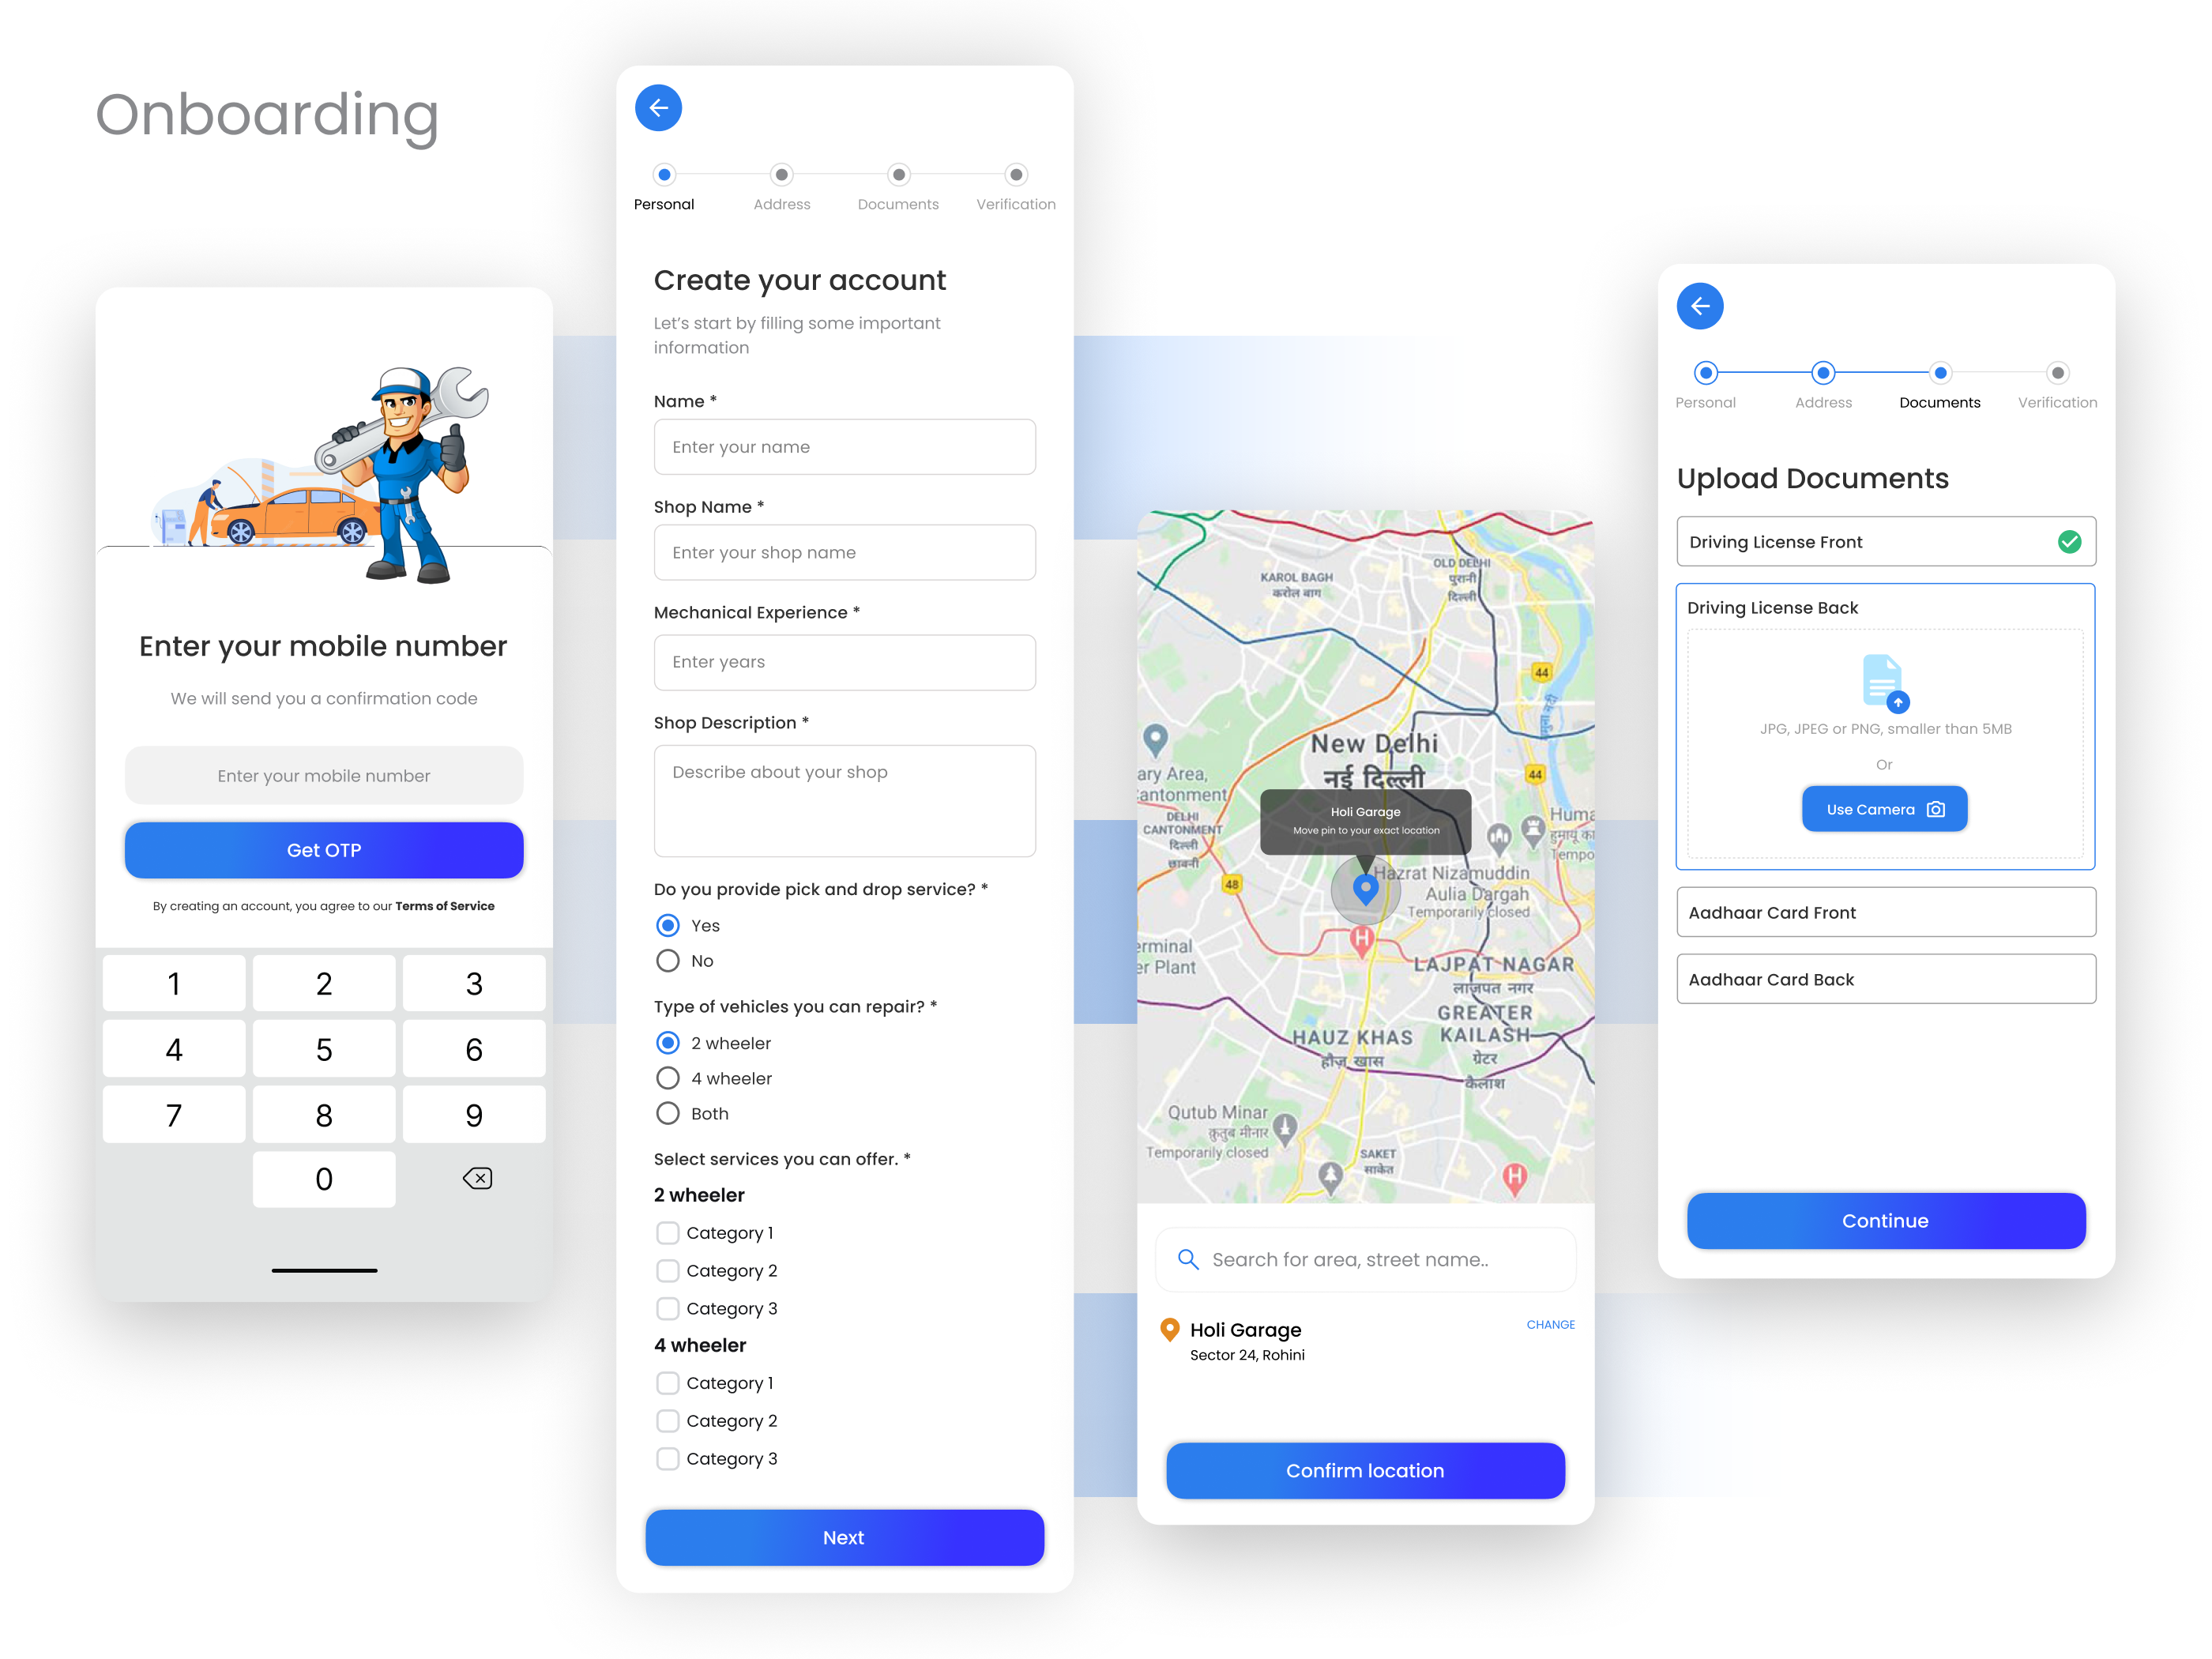 Onboarding
Enter your mobile number
We will send you a confirmation code
Enter your mobile number
Get OTP
By creating an account, you agree to our Terms of Service
1
2
3
4
5
6
7
8
9
0
Personal
Address
Documents
Verification
Create your account
Let's start by filling some important
information
Name *
Enter your name
Shop Name *
Enter your shop name
Mechanical Experience *
Enter years
Shop Description *
Describe about your shop
Do you provide pick and drop service? *
Yes
No
Type of vehicles you can repair? *
2 wheeler
4 wheeler
Both
Select services you can offer. *
2 wheeler
Category 1
Category 2
Category 3
4 wheeler
Category 1
Category 2
Category 3
Next
OLD DELHI
पुरानी
दिल्ली
KAROL BAGH
करोल बाग
44
New Delhi
नई दिल्ली
44
ary Area,
Cantonment
DELHI
CANTONMENT
दिल्ली
छावनी
Holi Garage
Move pin to your exact location
Huma
हुमायूं का
Tempo
48
Hazrat Nizamuddin
Aulia Dargah
Temporarily closed
H
erminal
er Plant
LAJPAT NAGAR
लाजपत नगर
GREATER
KAILASH
ग्रेटर
कैलाश
HAUZ KHAS
हौज़ खास
Qutub Minar
क़ुतुब मीनार
Temporarily closed
SAKET
साकेत
H
Search for area, street name..
Holi Garage
CHANGE
Sector 24, Rohini
Confirm location
Personal
Address
Documents
Verification
Upload Documents
Driving License Front
Driving License Back
JPG, JPEG or PNG, smaller than 5MB
Or
Use Camera
Aadhaar Card Front
Aadhaar Card Back
Continue